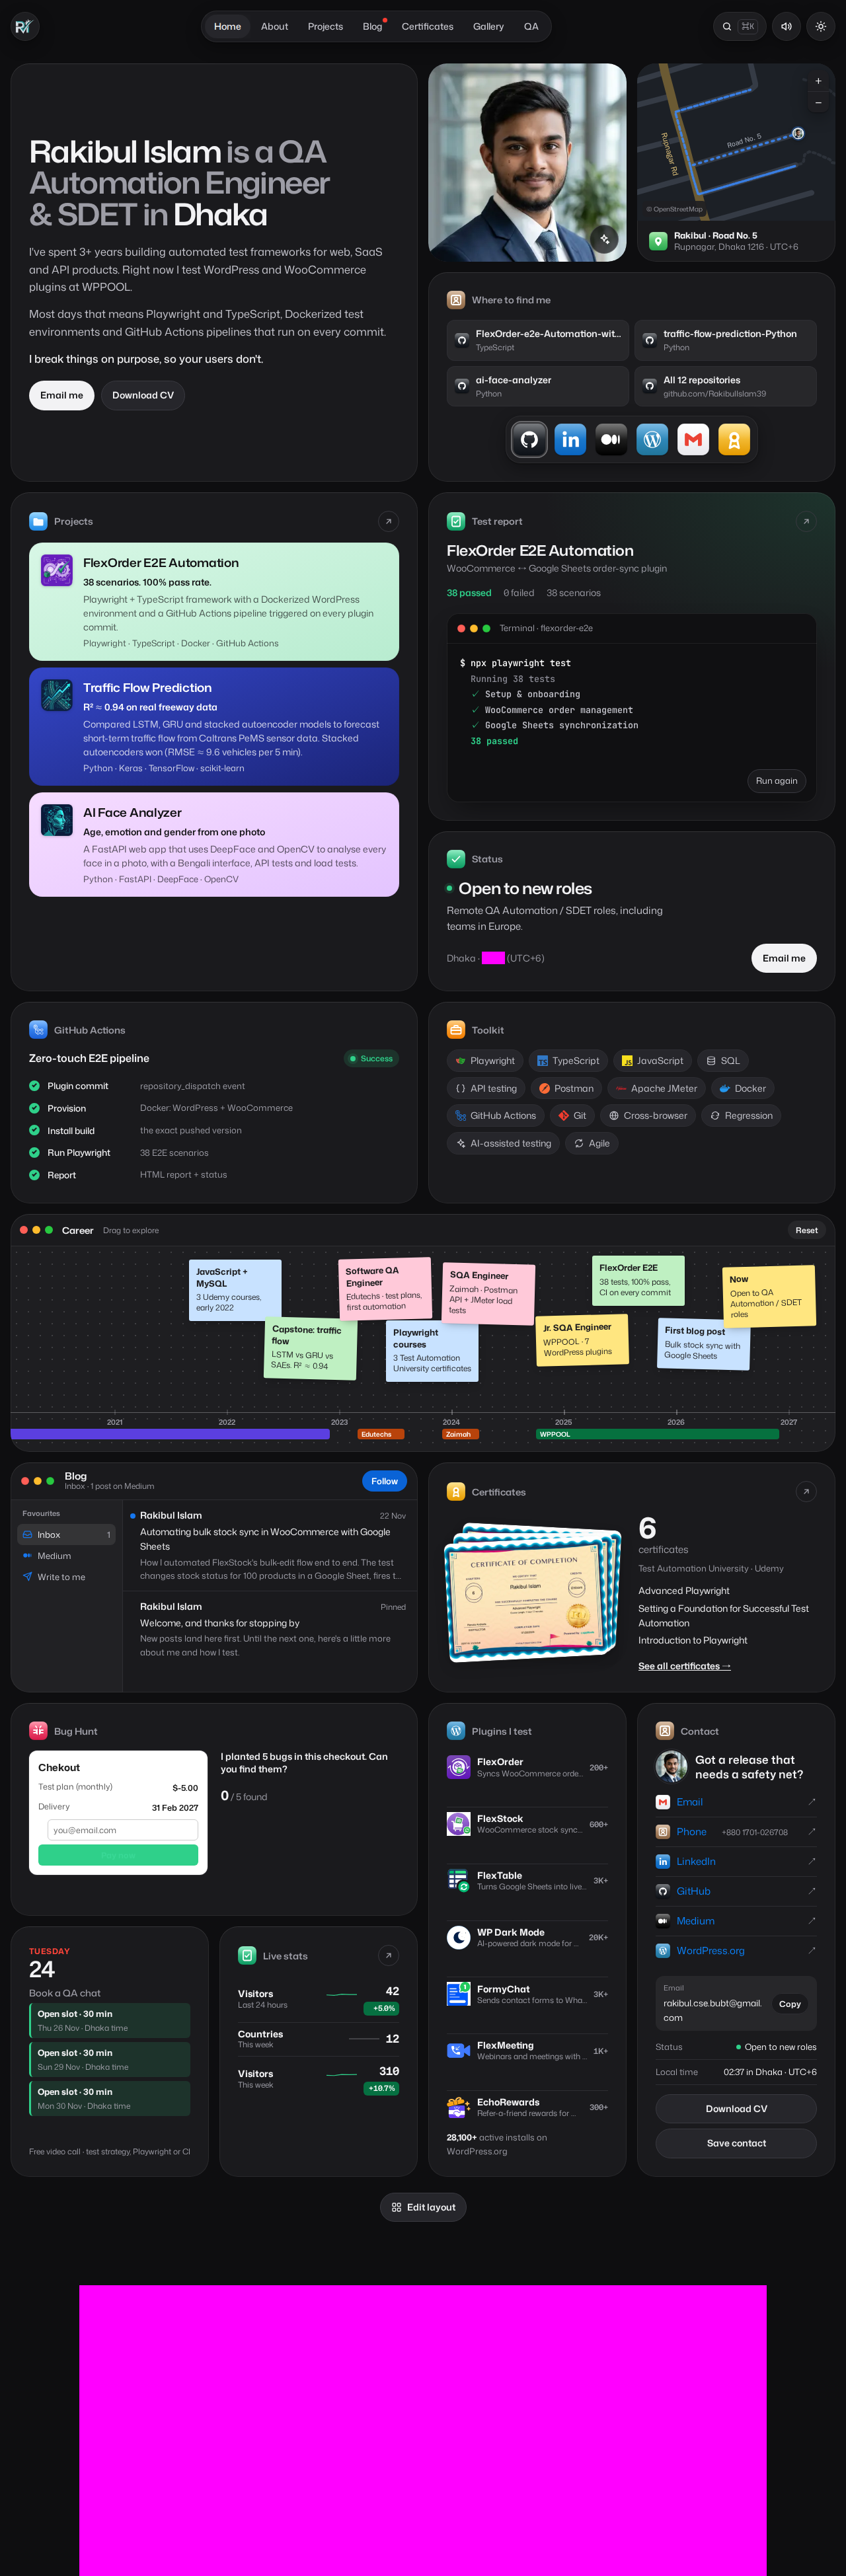 Home
About
Projects
Blog
Certificates
Gallery
QA
⌘K
Rakibul Islam is a QA
Automation Engineer
& SDET in Dhaka
I've spent 3+ years building automated test frameworks for web, SaaS
and API products. Right now I test WordPress and WooCommerce
plugins at WPPOOL.
Most days that means Playwright and TypeScript, Dockerized test
environments and GitHub Actions pipelines that run on every commit.
I break things on purpose, so your users don't.
Email me
Download CV
Rupnagar Rd
Road No. 5
+
−
© OpenStreetMap
Rakibul · Road No. 5
Rupnagar, Dhaka 1216 · UTC+6
Where to find me
FlexOrder-e2e-Automation-wit...
TypeScript
traffic-flow-prediction-Python
Python
ai-face-analyzer
Python
All 12 repositories
github.com/RakibulIslam39
Projects
FlexOrder E2E Automation
38 scenarios. 100% pass rate.
Playwright + TypeScript framework with a Dockerized WordPress
environment and a GitHub Actions pipeline triggered on every plugin
commit.
Playwright · TypeScript · Docker · GitHub Actions
Traffic Flow Prediction
R² ≈ 0.94 on real freeway data
Compared LSTM, GRU and stacked autoencoder models to forecast
short-term traffic flow from Caltrans PeMS sensor data. Stacked
autoencoders won (RMSE ≈ 9.6 vehicles per 5 min).
Python · Keras · TensorFlow · scikit-learn
AI Face Analyzer
Age, emotion and gender from one photo
A FastAPI web app that uses DeepFace and OpenCV to analyse every
face in a photo, with a Bengali interface, API tests and load tests.
Python · FastAPI · DeepFace · OpenCV
Test report
FlexOrder E2E Automation
WooCommerce ↔ Google Sheets order-sync plugin
38 passed
0 failed
38 scenarios
Terminal · flexorder-e2e
$ npx playwright test
Running 38 tests
✓ Setup & onboarding
✓ WooCommerce order management
✓ Google Sheets synchronization
38 passed
Run again
Status
Open to new roles
Remote QA Automation / SDET roles, including
teams in Europe.
Dhaka · (UTC+6)
Email me
GitHub Actions
Zero-touch E2E pipeline
Success
Plugin commit
repository_dispatch event
Provision
Docker: WordPress + WooCommerce
Install build
the exact pushed version
Run Playwright
38 E2E scenarios
Report
HTML report + status
Toolkit
Playwright
TypeScript
JavaScript
SQL
API testing
Postman
Apache JMeter
Docker
GitHub Actions
Git
Cross-browser
Regression
AI-assisted testing
Agile
Career
Drag to explore
Reset
JavaScript +
MySQL
3 Udemy courses,
early 2022
Capstone: traffic
flow
LSTM vs GRU vs
SAEs. R² ≈ 0.94
Software QA
Engineer
Edutechs · test plans,
first automation
Playwright
courses
3 Test Automation
University certificates
SQA Engineer
Zaimah · Postman
API + JMeter load
tests
Jr. SQA Engineer
WPPOOL · 7
WordPress plugins
FlexOrder E2E
38 tests, 100% pass,
CI on every commit
First blog post
Bulk stock sync with
Google Sheets
Now
Open to QA
Automation / SDET
roles
2021
2022
2023
2024
2025
2026
2027
Edutechs
Zaimah
WPPOOL
Blog
Inbox · 1 post on Medium
Follow
Favourites
Inbox
1
Medium
Write to me
Rakibul Islam
22 Nov
Automating bulk stock sync in WooCommerce with Google
Sheets
How I automated FlexStock's bulk-edit flow end to end. The test
changes stock status for 100 products in a Google Sheet, fires t...
Rakibul Islam
Pinned
Welcome, and thanks for stopping by
New posts land here first. Until the next one, here's a little more
about me and how I test.
Certificates
CERTIFICATE OF COMPLETION
Rakibul Islam
6
certificates
Test Automation University · Udemy
Advanced Playwright
Setting a Foundation for Successful Test
Automation
Introduction to Playwright
See all certificates →
Bug Hunt
Chekout
Test plan (monthly)
$-5.00
Delivery
31 Feb 2027
you@email.com
I planted 5 bugs in this checkout. Can
you find them?
0 / 5 found
TUESDAY
24
Book a QA chat
Open slot · 30 min
Thu 26 Nov · Dhaka time
Open slot · 30 min
Sun 29 Nov · Dhaka time
Open slot · 30 min
Mon 30 Nov · Dhaka time
Free video call · test strategy, Playwright or CI
Live stats
Visitors
Last 24 hours
42
+5.0%
Countries
This week
12
Visitors
This week
310
+10.7%
Plugins I test
FlexOrder
Syncs WooCommerce orde...
200+
FlexStock
WooCommerce stock sync...
600+
FlexTable
Turns Google Sheets into live...
3K+
WP Dark Mode
AI-powered dark mode for ...
20K+
FormyChat
Sends contact forms to Wha...
3K+
FlexMeeting
Webinars and meetings with ...
1K+
EchoRewards
Refer-a-friend rewards for ...
300+
28,100+ active installs on
WordPress.org
Contact
Got a release that
needs a safety net?
Email
Phone
+880 1701-026708
LinkedIn
GitHub
Medium
WordPress.org
Email
rakibul.cse.bubt@gmail.
com
Copy
Status
Open to new roles
Local time
02:37 in Dhaka · UTC+6
Download CV
Save contact
Edit layout